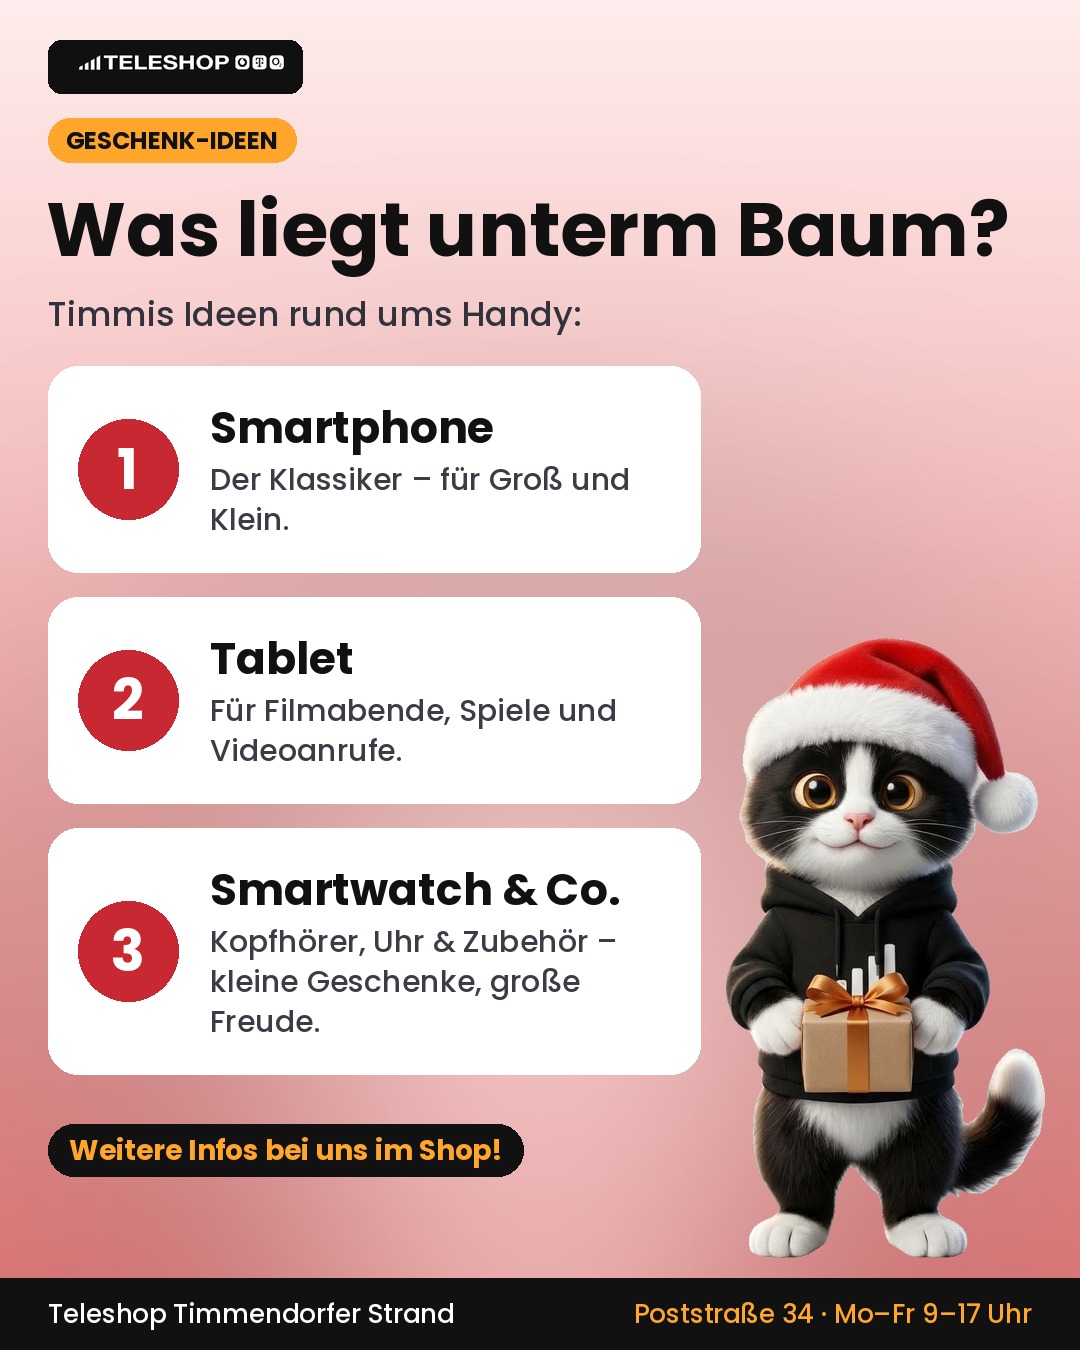 TELESHOP
GESCHENK-IDEEN
Was liegt unterm Baum?
Timmis Ideen rund ums Handy:
1
Smartphone
Der Klassiker – für Groß und
Klein.
2
Tablet
Für Filmabende, Spiele und
Videoanrufe.
3
Smartwatch & Co.
Kopfhörer, Uhr & Zubehör –
kleine Geschenke, große
Freude.
Weitere Infos bei uns im Shop!
Teleshop Timmendorfer Strand
Poststraße 34 · Mo–Fr 9–17 Uhr